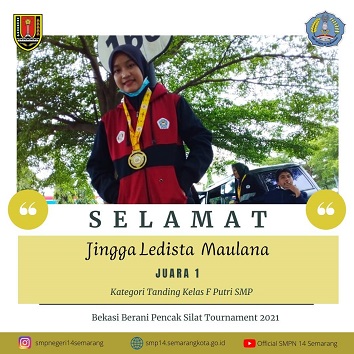 SELAMAT
Jingga Ledista Maulana
JUARA 1
Kategori Tanding Kelas F Putri SMP
Bekasi Berani Pencak Silat Tournament 2021
smpnegeri14semarang
smp14.semarangkota.go.id
Official SMPN 14 Semarang